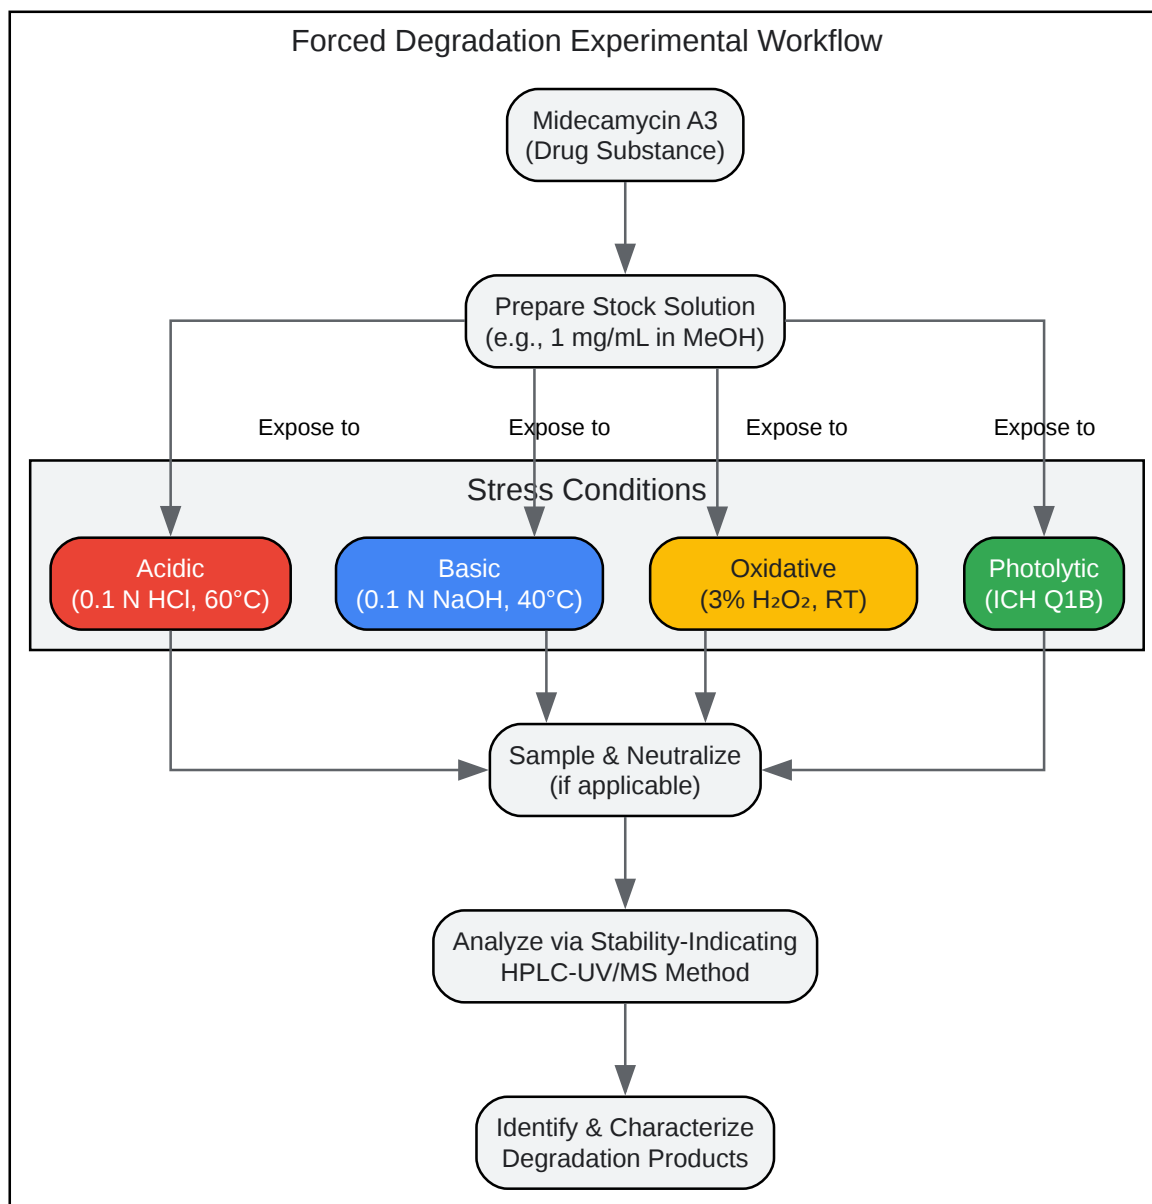 Forced Degradation Experimental Workflow
Midecamycin A3
(Drug Substance)
Prepare Stock Solution
(e.g., 1 mg/mL in MeOH)
Expose to
Expose to
Expose to
Expose to
Stress Conditions
Acidic
(0.1 N HCl, 60°C)
Basic
(0.1 N NaOH, 40°C)
Oxidative
(3% H₂O₂, RT)
Photolytic
(ICH Q1B)
Sample & Neutralize
(if applicable)
Analyze via Stability-Indicating
HPLC-UV/MS Method
Identify & Characterize
Degradation Products